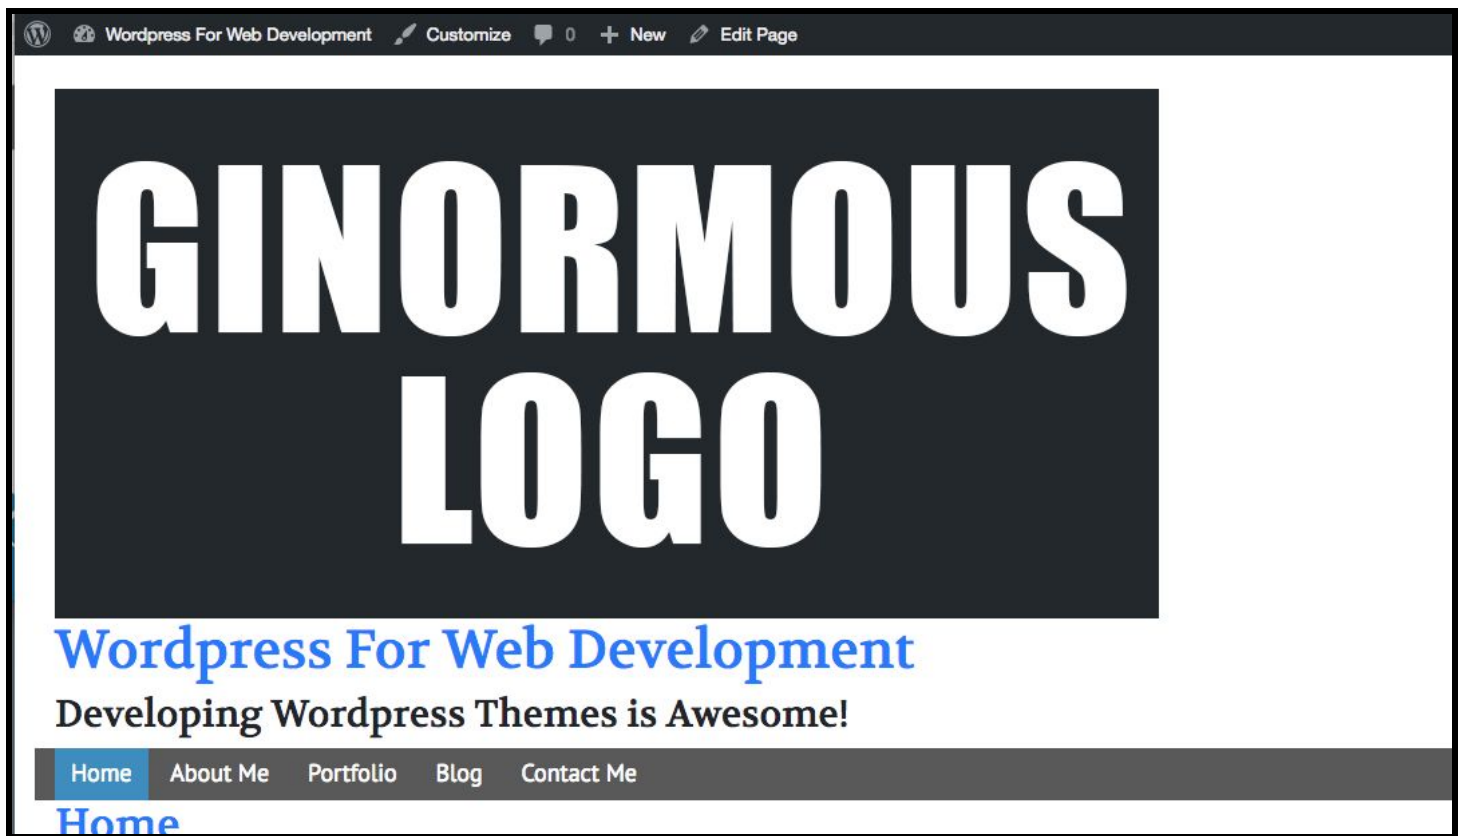 Wordpress For Web Development Customize 0 New Edit Page
GINORMOUS
LOGO
Wordpress For Web Development
Developing Wordpress Themes is Awesome!
Home About Me Portfolio Blog Contact Me
Home